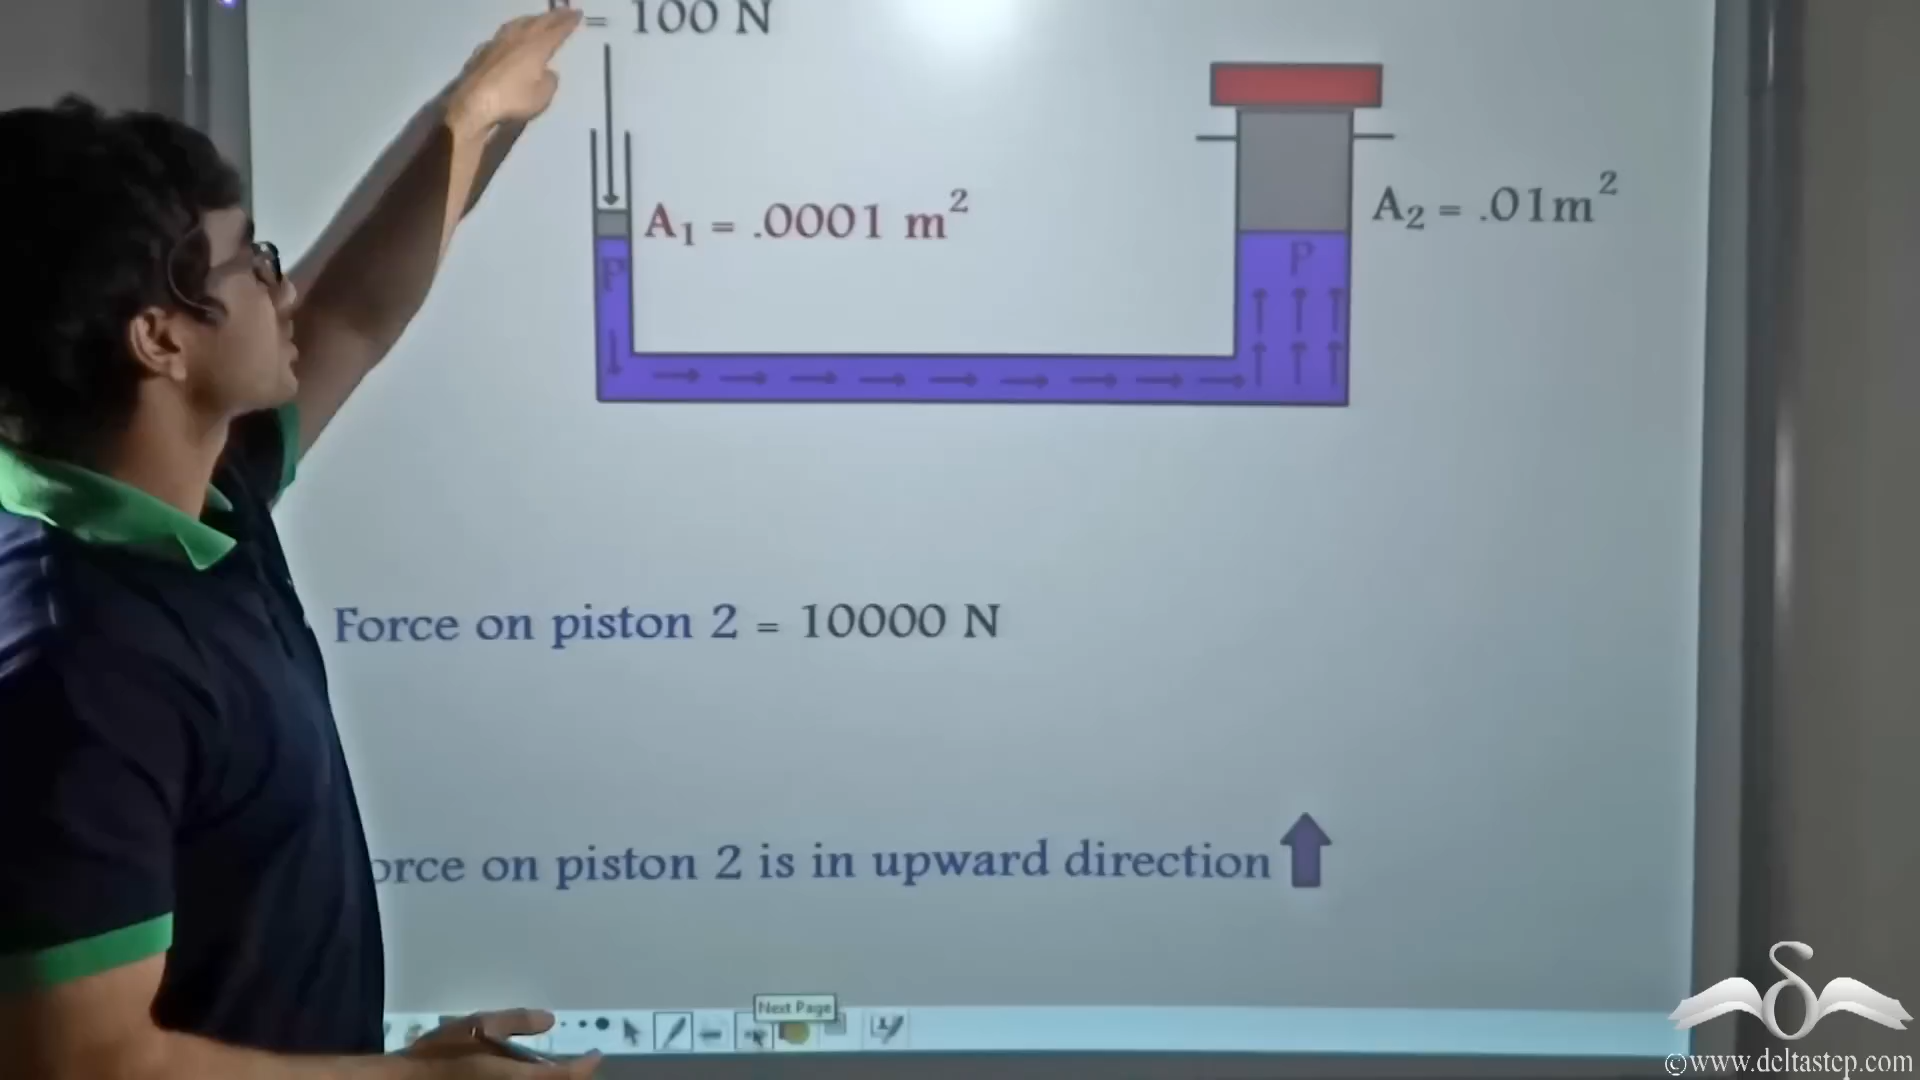 = 100 N
A₁ = .0001 m²
A₂ = .01m²
P
P
Force on piston 2 = 10000 N
orce on piston 2 is in upward direction
Next Page
©www.deltastep.com